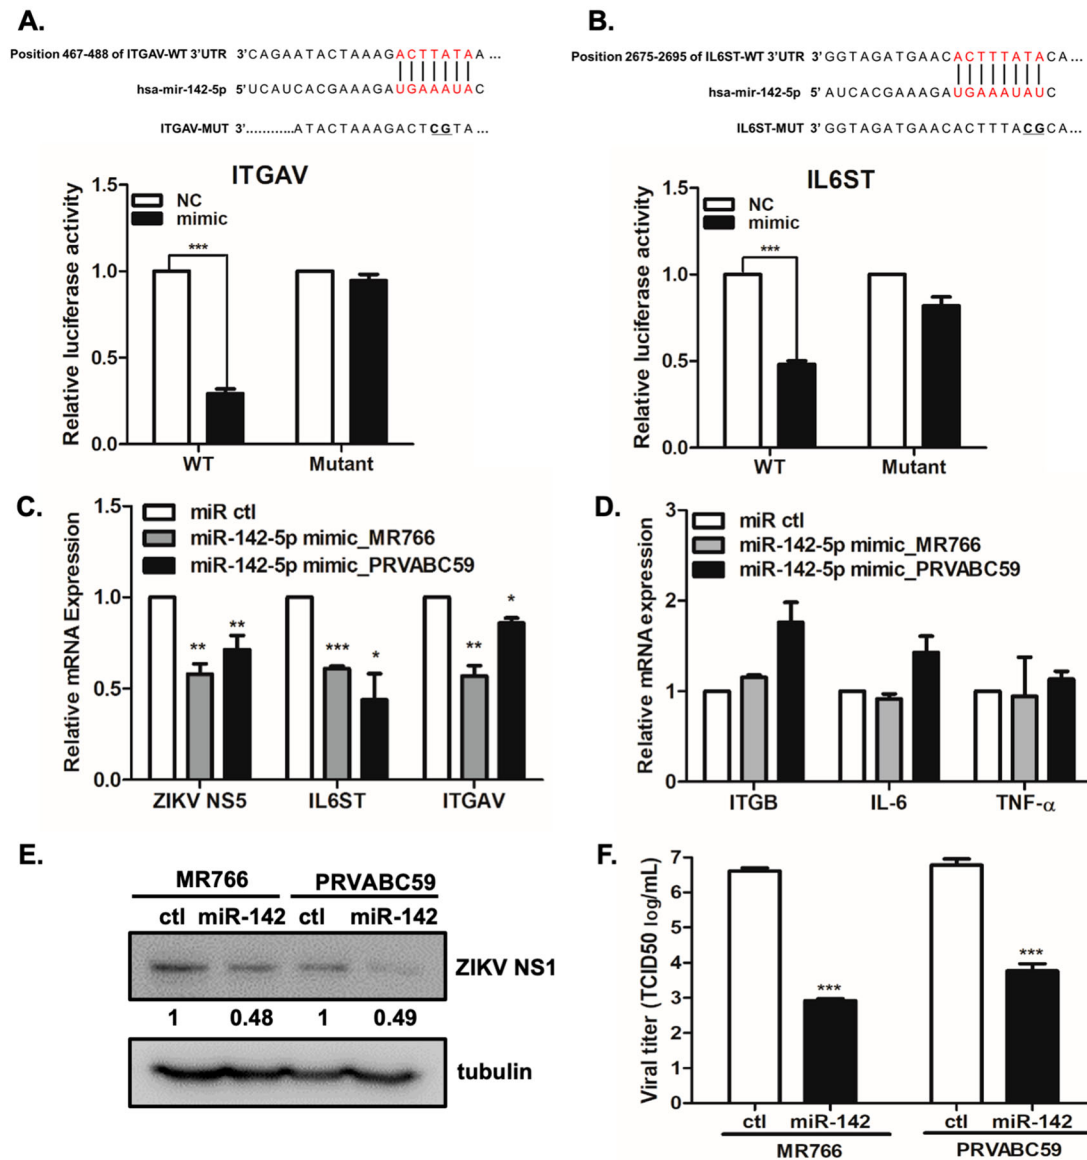 A.
Position 467-488 of ITGAV-WT 3'UTR 3'CAGAATACTAAAGACTTATAA...
hsa-mir-142-5p 5'UCAUCACGAAAGAUGAAAUAC
ITGAV-MUT 3'...........ATACTAAAGACTCGTA...
ITGAV
Relative luciferase activity
1.5
1.0
0.5
0.0
NC
mimic
***
WT
Mutant
B.
Position 2675-2695 of IL6ST-WT 3'UTR 3'GGTAGATGAACACTTTATACA...
hsa-mir-142-5p 5'AUCACGAAAGAUGAAAUAUC
IL6ST-MUT 3'GGTAGATGAACACTTTACGCA...
IL6ST
Relative luciferase activity
1.5
1.0
0.5
0.0
NC
mimic
***
WT
Mutant
C.
Relative mRNA Expression
1.5
1.0
0.5
0.0
miR ctl
miR-142-5p mimic_MR766
miR-142-5p mimic_PRVABC59
** ** *** * ** *
ZIKV NS5 IL6ST ITGAV
D.
Relative mRNA expression
3
2
1
0
miR ctl
miR-142-5p mimic_MR766
miR-142-5p mimic_PRVABC59
ITGB IL-6 TNF-α
E.
MR766 PRVABC59
ctl miR-142 ctl miR-142
ZIKV NS1
1 0.48 1 0.49
tubulin
F.
Viral titer (TCID50 log/mL)
7
6
5
4
3
2
1
0
*** ***
ctl miR-142 ctl miR-142
MR766 PRVABC59